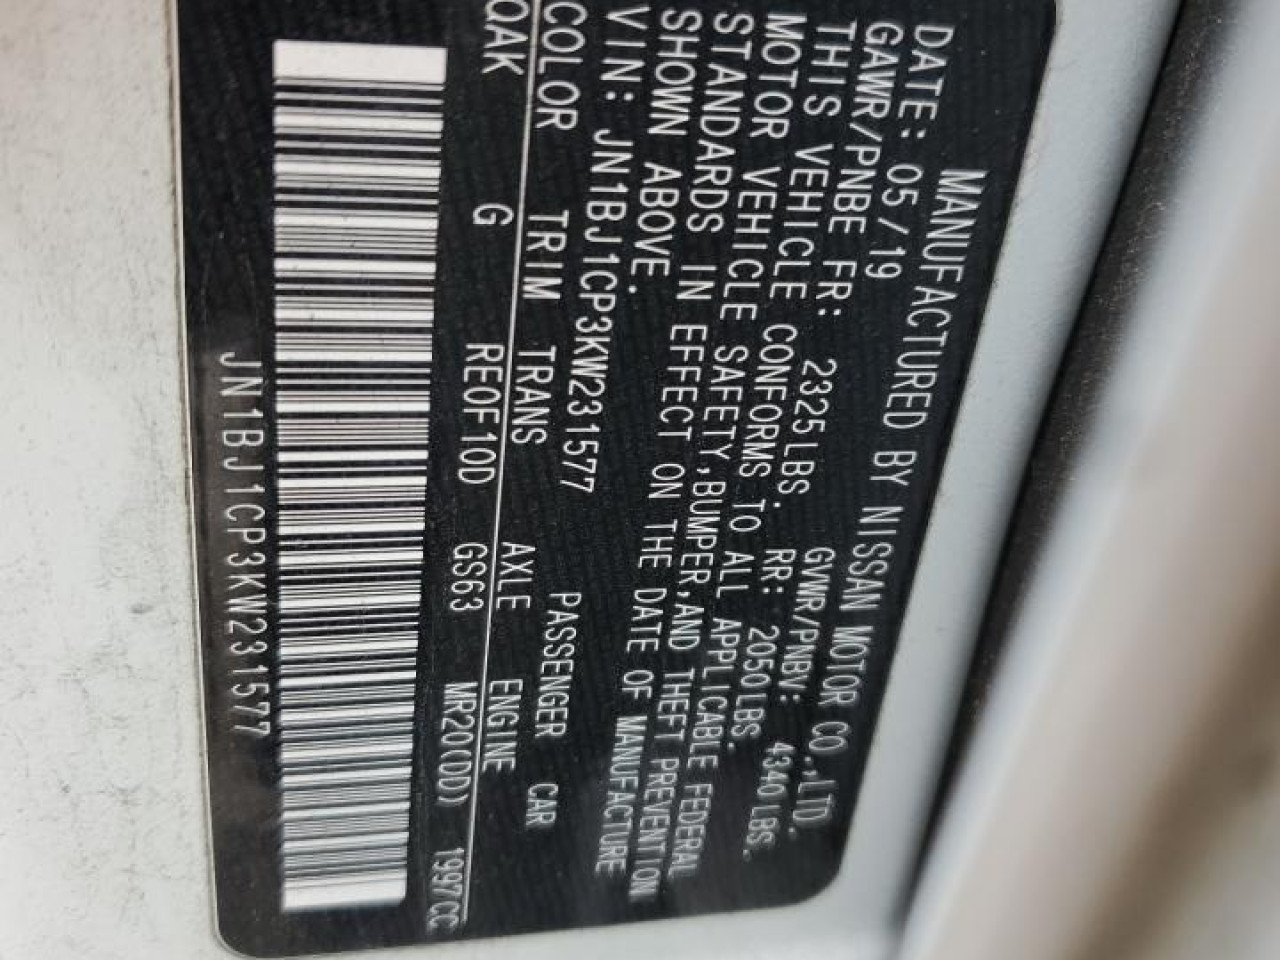 MANUFACTURED BY NISSAN MOTOR CO.,LTD.
DATE: 05/19 GVWR/PNBV: 4340LBS.
GAWR/PNBE FR: 2325LBS. RR: 2050LBS.
THIS VEHICLE CONFORMS TO ALL APPLICABLE FEDERAL
MOTOR VEHICLE SAFETY,BUMPER,AND THEFT PREVENTION
STANDARDS IN EFFECT ON THE DATE OF MANUFACTURE
SHOWN ABOVE.
VIN: JN1BJ1CP3KW231577 PASSENGER CAR
COLOR TRIM TRANS AXLE ENGINE
QAK G RE0F10D GS63 MR20(DD) 1997CC
JN1BJ1CP3KW231577